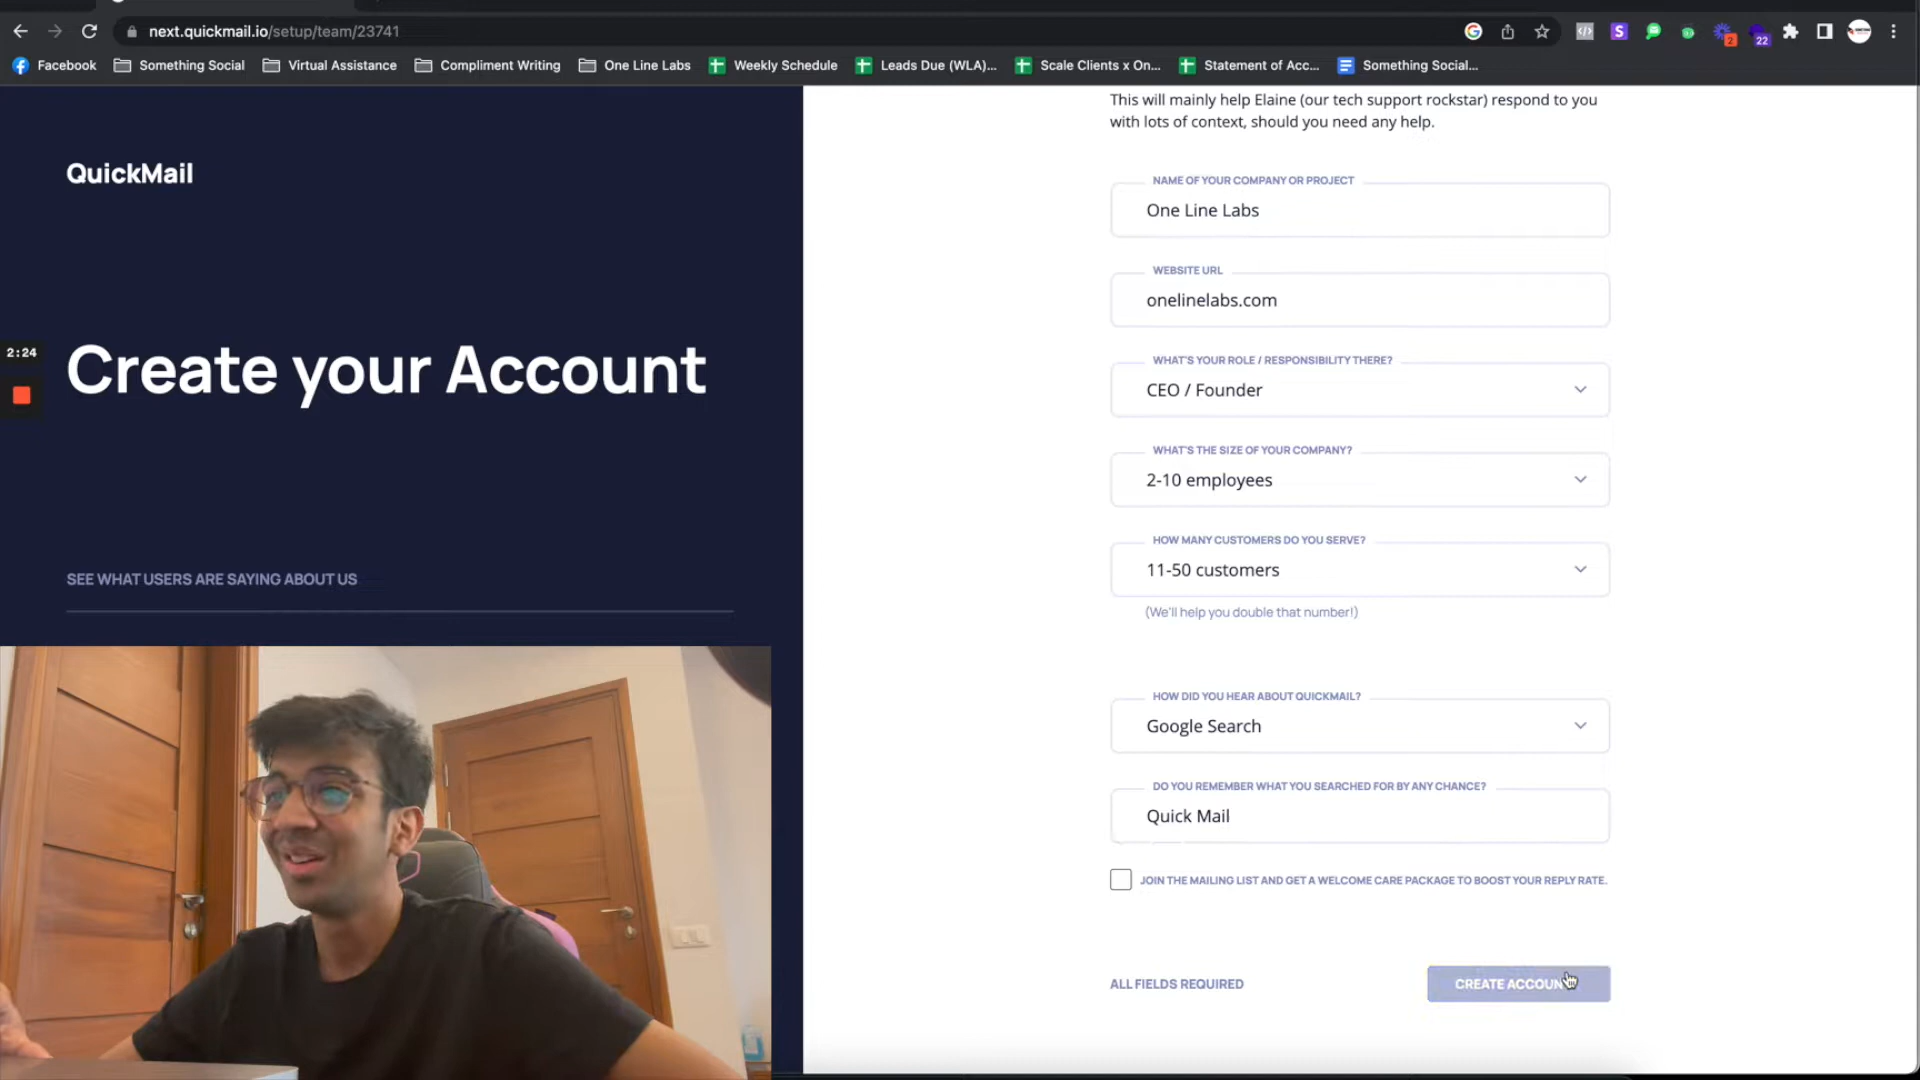 next.quickmail.io/setup/team/23741
2
22
Facebook
Something Social
Virtual Assistance
Compliment Writing
One Line Labs
Weekly Schedule
Leads Due (WLA)...
Scale Clients x On...
Statement of Acc...
Something Social...
This will mainly help Elaine (our tech support rockstar) respond to you
with lots of context, should you need any help.
QuickMail
NAME OF YOUR COMPANY OR PROJECT
One Line Labs
WEBSITE URL
onelinelabs.com
2:24
Create your Account
WHAT'S YOUR ROLE / RESPONSIBILITY THERE?
CEO / Founder
WHAT'S THE SIZE OF YOUR COMPANY?
2-10 employees
HOW MANY CUSTOMERS DO YOU SERVE?
11-50 customers
(We'll help you double that number!)
SEE WHAT USERS ARE SAYING ABOUT US
HOW DID YOU HEAR ABOUT QUICKMAIL?
Google Search
DO YOU REMEMBER WHAT YOU SEARCHED FOR BY ANY CHANCE?
Quick Mail
JOIN THE MAILING LIST AND GET A WELCOME CARE PACKAGE TO BOOST YOUR REPLY RATE.
ALL FIELDS REQUIRED
CREATE ACCOUNT